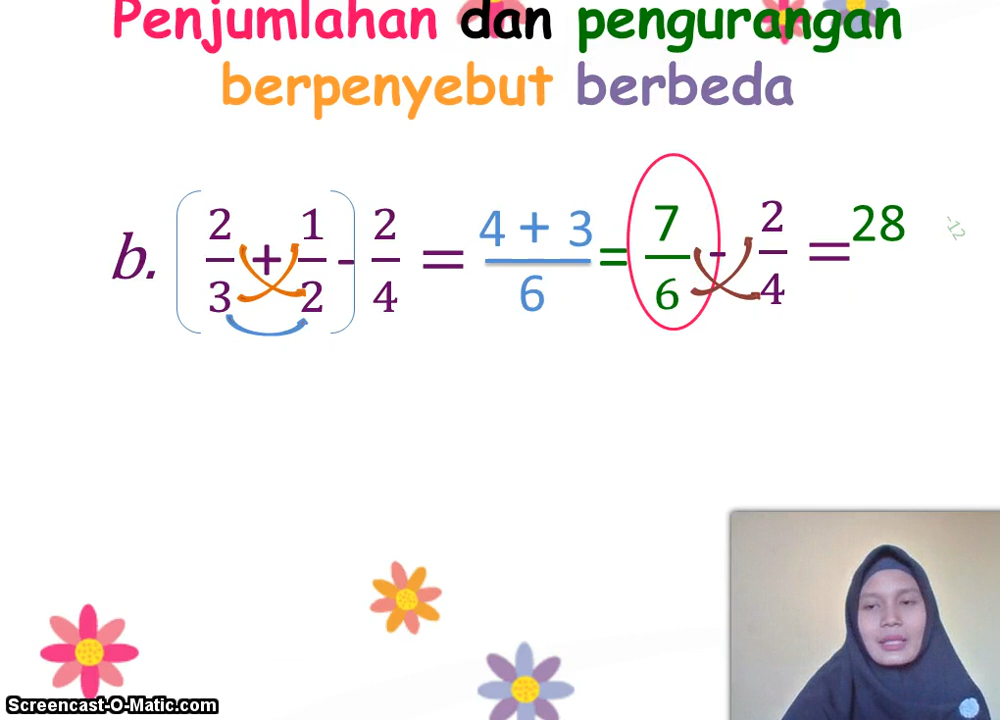 Penjumlahan dan pengurangan
berpenyebut berbeda
b. (2/3 + 1/2) - 2/4 = (4 + 3)/6 = 7/6 - 2/4 = 28 -12
Screencast-O-Matic.com